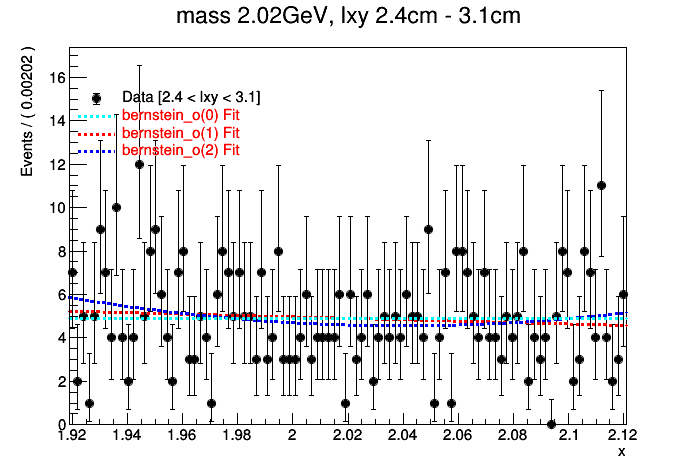 mass 2.02GeV, lxy 2.4cm - 3.1cm
Events / ( 0.00202 )
16
14
12
10
8
6
4
2
0
Data [2.4 < lxy < 3.1]
bernstein_o(0) Fit
bernstein_o(1) Fit
bernstein_o(2) Fit
1.92 1.94 1.96 1.98 2 2.02 2.04 2.06 2.08 2.1 2.12
x